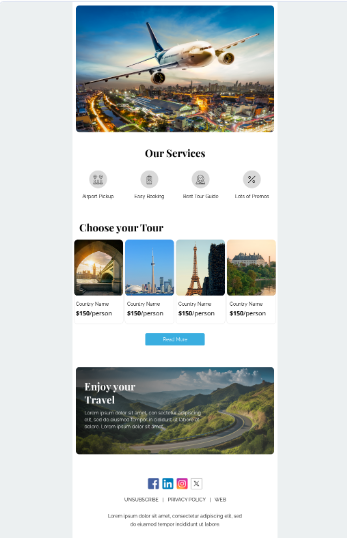 Our Services
Airport Pickup
Easy Booking
Best Tour Guide
Lots of Promos
Choose your Tour
Country Name
$150/person
Country Name
$150/person
Country Name
$150/person
Country Name
$150/person
Read More
Enjoy your
Travel
Lorem ipsum dolor sit amet, con sectetur adipiscing elit,
sed do eiusmod tempor incididunt ut labore et
dolore. Lorem ipsum dolor sit amet.
UNSUBSCRIBE | PRIVACY POLICY | WEB
Lorem ipsum dolor sit amet, consectetur adipiscing elit, sed
do eiusmod tempor incididunt ut labore.